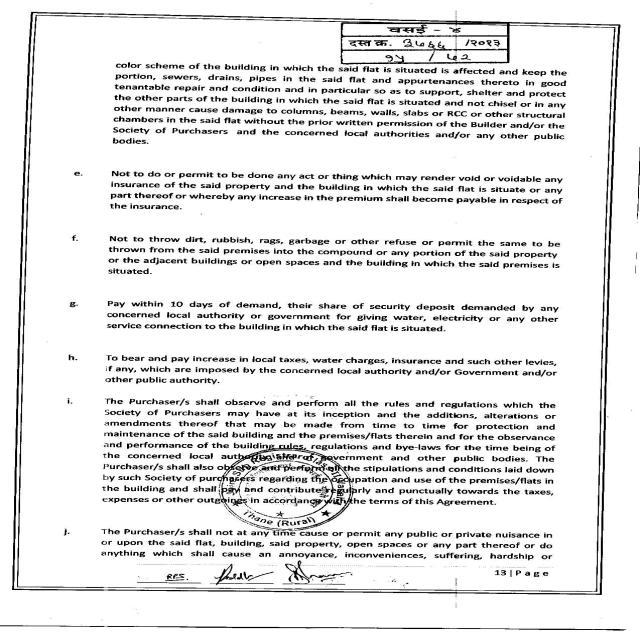 वसई - ४
दस्त क्र. ३७५५ /२०१३
१५ / ७२
color scheme of the building in which the said flat is situated is affected and keep the
portion, sewers, drains, pipes in the said flat and appurtenances thereto in good
tenantable repair and condition and in particular so as to support, shelter and protect
the other parts of the building in which the said flat is situated and not chisel or in any
other manner cause damage to columns, beams, walls, slabs or RCC or other structural
chambers in the said flat without the prior written permission of the Builder and/or the
Society of Purchasers and the concerned local authorities and/or any other public
bodies.
e. Not to do or permit to be done any act or thing which may render void or voidable any
insurance of the said property and the building in which the said flat is situate or any
part thereof or whereby any increase in the premium shall become payable in respect of
the insurance.
f. Not to throw dirt, rubbish, rags, garbage or other refuse or permit the same to be
thrown from the said premises into the compound or any portion of the said property
or the adjacent buildings or open spaces and the building in which the said premises is
situated.
g. Pay within 10 days of demand, their share of security deposit demanded by any
concerned local authority or government for giving water, electricity or any other
service connection to the building in which the said flat is situated.
h. To bear and pay increase in local taxes, water charges, insurance and such other levies,
if any, which are imposed by the concerned local authority and/or Government and/or
other public authority.
i. The Purchaser/s shall observe and perform all the rules and regulations which the
Society of Purchasers may have at its inception and the additions, alterations or
amendments thereof that may be made from time to time for protection and
maintenance of the said building and the premises/flats therein and for the observance
and performance of the building rules, regulations and bye-laws for the time being of
the concerned local authorities and of government and other public bodies. The
Purchaser/s shall also observe and perform all the stipulations and conditions laid down
by such Society of purchasers regarding the occupation and use of the premises/flats in
the building and shall pay and contribute regularly and punctually towards the taxes,
expenses or other outgoings in accordance with the terms of this Agreement.
Thane (Rural)
j. The Purchaser/s shall not at any time cause or permit any public or private nuisance in
or upon the said flat, building, said property, open spaces or any part thereof or do
anything which shall cause an annoyance, inconveniences, suffering, hardship or
13 | P a g e